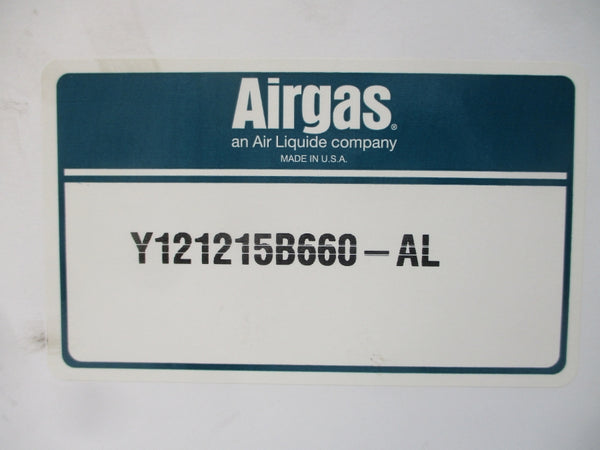 Airgas®
an Air Liquide company
MADE IN U.S.A.
Y121215B660-AL